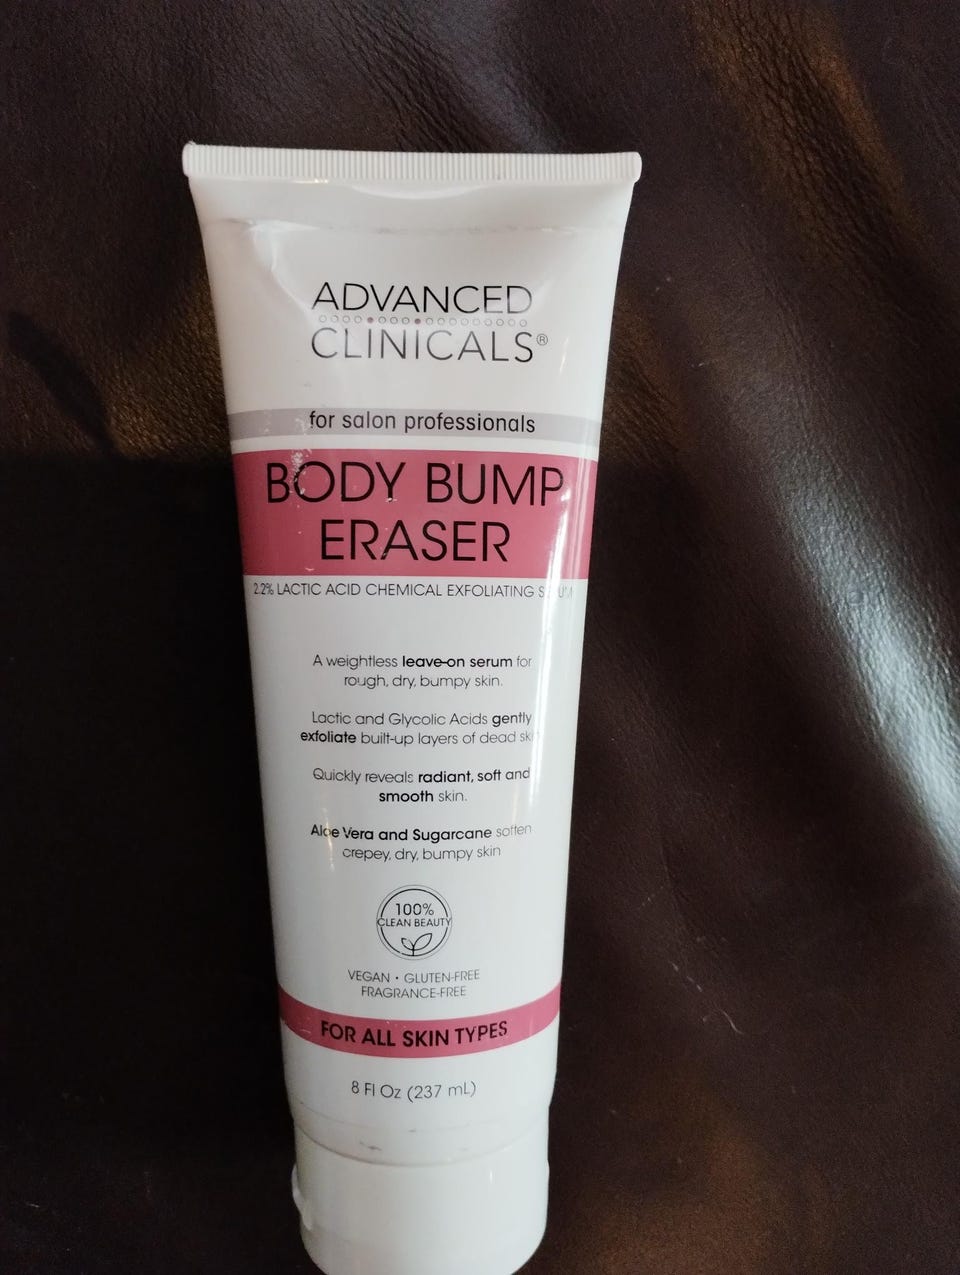 ADVANCED
CLINICALS®
for salon professionals
BODY BUMP
ERASER
2.2% LACTIC ACID CHEMICAL EXFOLIATING SERUM
A weightless leave-on serum for
rough, dry, bumpy skin.
Lactic and Glycolic Acids gently
exfoliate built-up layers of dead skin
Quickly reveals radiant, soft and
smooth skin.
Aloe Vera and Sugarcane soften
crepey, dry, bumpy skin
100%
CLEAN BEAUTY
VEGAN • GLUTEN-FREE
FRAGRANCE-FREE
FOR ALL SKIN TYPES
8 Fl Oz (237 mL)